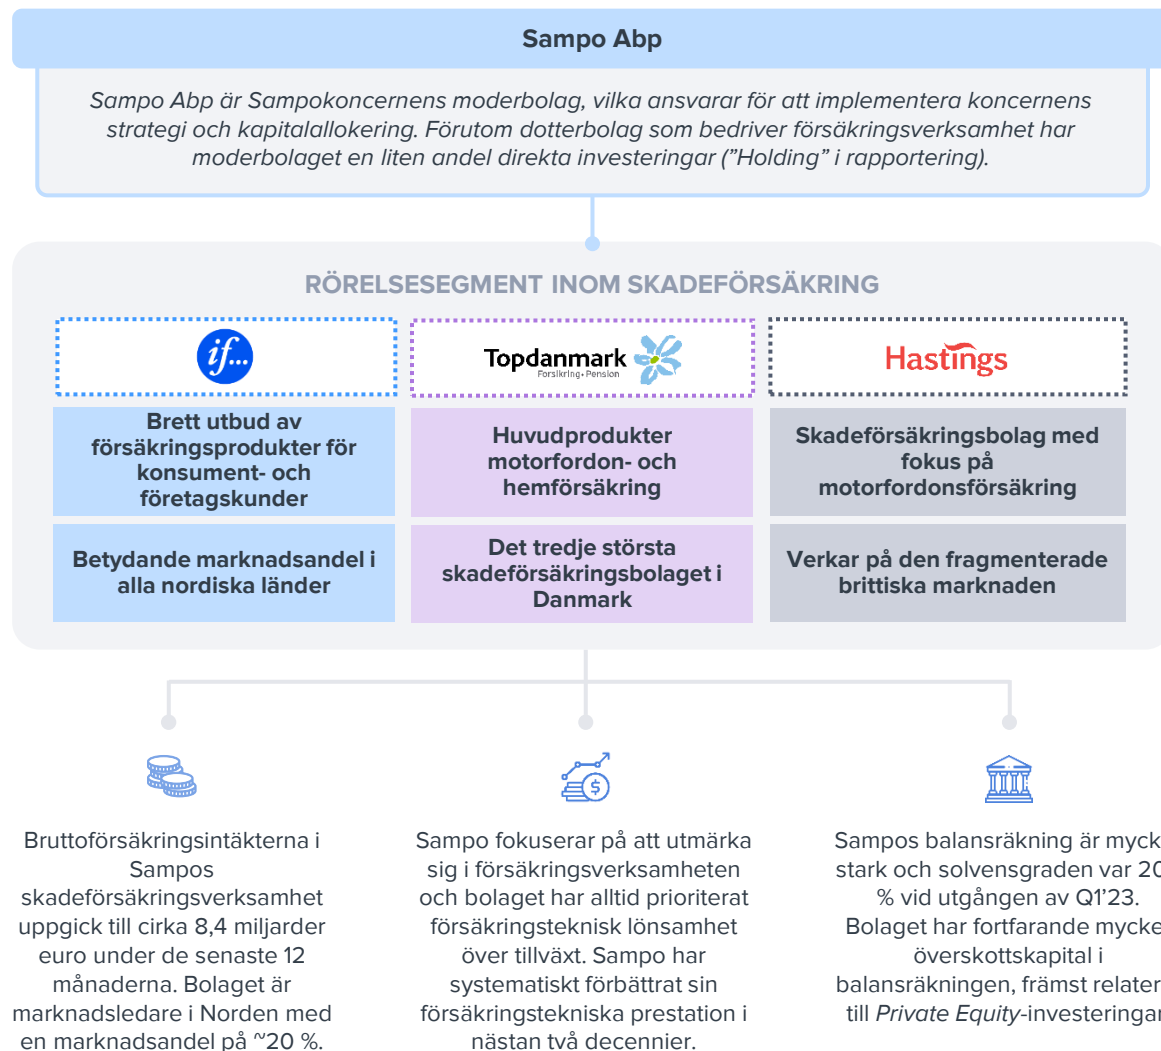 Sampo Abp
Sampo Abp är Sampokoncernens moderbolag, vilka ansvarar för att implementera koncernens
strategi och kapitalallokering. Förutom dotterbolag som bedriver försäkringsverksamhet har
moderbolaget en liten andel direkta investeringar (”Holding” i rapportering).
RÖRELSESEGMENT INOM SKADEFÖRSÄKRING
if...
Topdanmark
Forsikring • Pension
Hastings
Brett utbud av
försäkringsprodukter för
konsument- och
företagskunder
Huvudprodukter
motorfordon- och
hemförsäkring
Skadeförsäkringsbolag med
fokus på
motorfordonsförsäkring
Betydande marknadsandel i
alla nordiska länder
Det tredje största
skadeförsäkringsbolaget i
Danmark
Verkar på den fragmenterade
brittiska marknaden
Bruttoförsäkringsintäkterna i
Sampos
skadeförsäkringsverksamhet
uppgick till cirka 8,4 miljarder
euro under de senaste 12
månaderna. Bolaget är
marknadsledare i Norden med
en marknadsandel på ~20 %.
Sampo fokuserar på att utmärka
sig i försäkringsverksamheten
och bolaget har alltid prioriterat
försäkringsteknisk lönsamhet
över tillväxt. Sampo har
systematiskt förbättrat sin
försäkringstekniska prestation i
nästan två decennier.
Sampos balansräkning är
stark och solvensgraden var
% vid utgången av Q1’23.
Bolaget har fortfarande
överskottskapital i
balansräkningen, främst
till Private Equity-investeringar